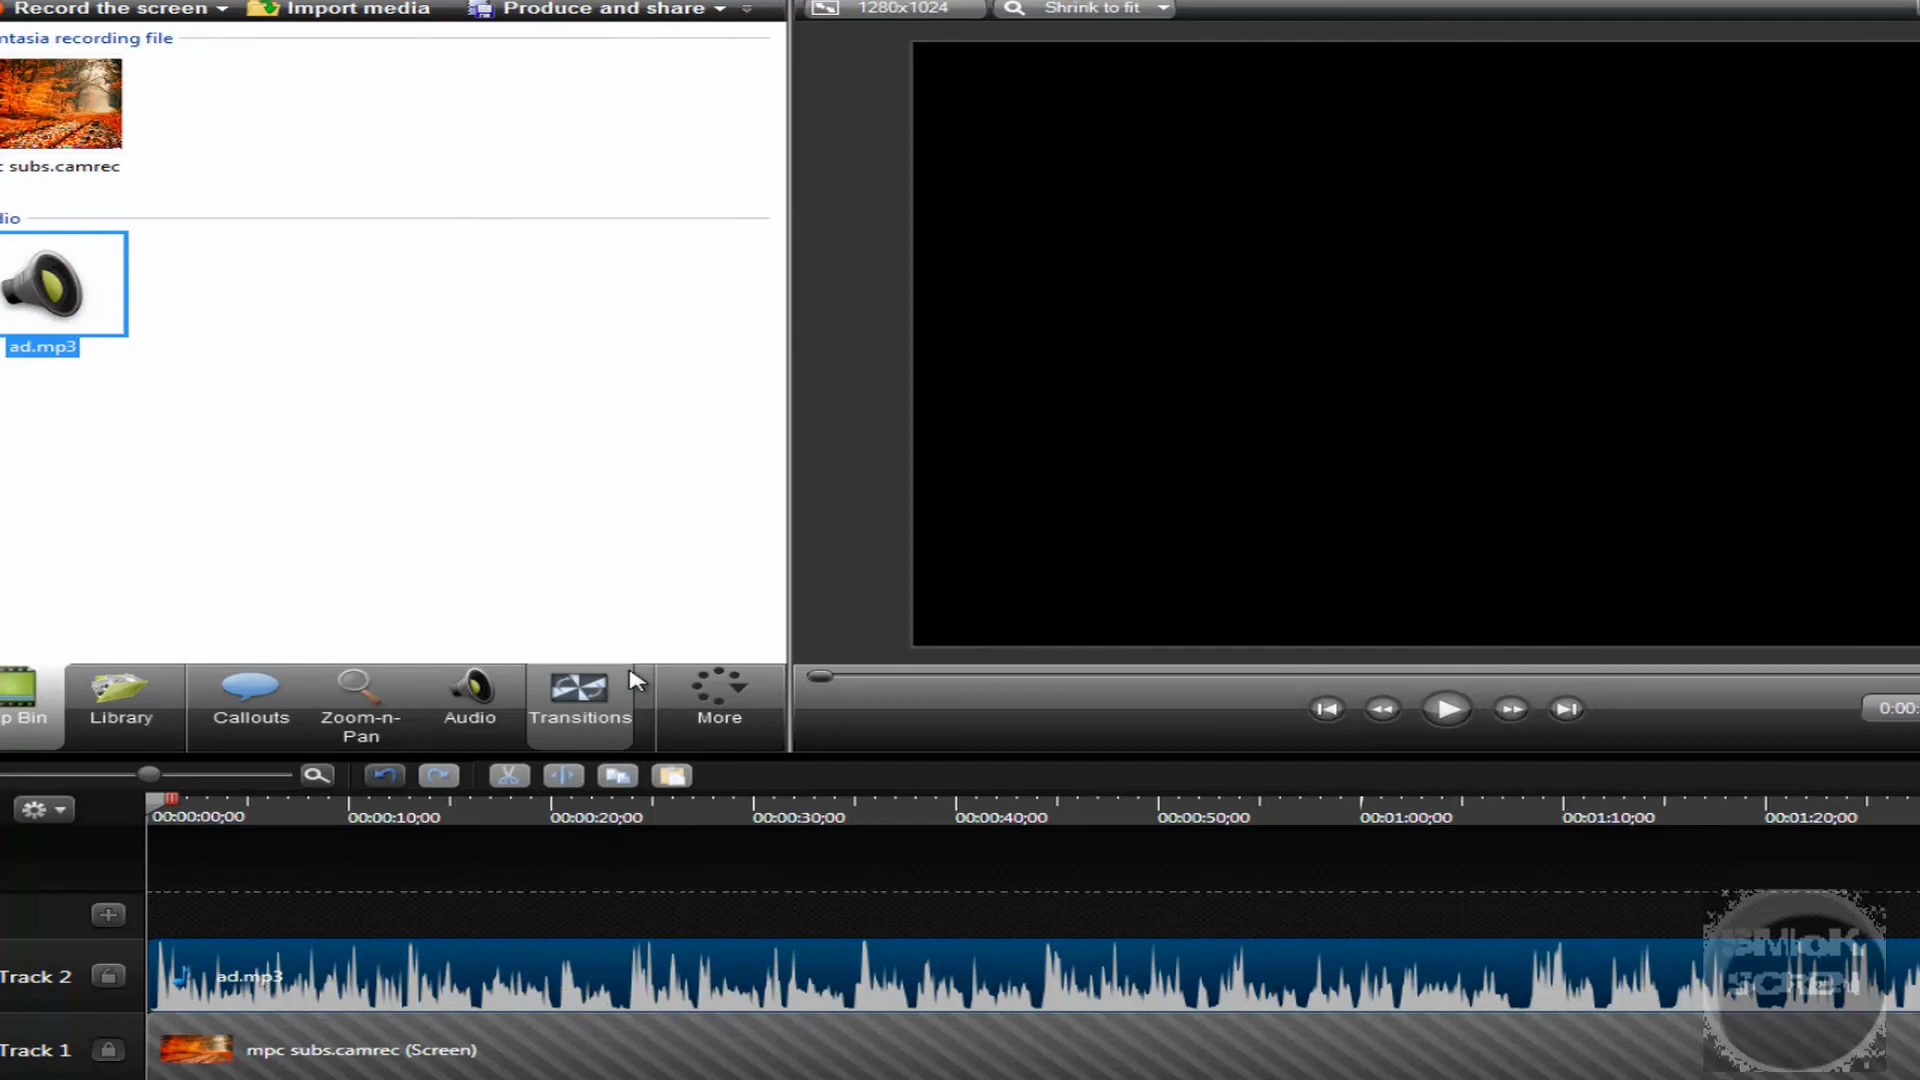 Record the screen
Import media
Produce and share
1280x1024
Shrink to fit
ntasia recording file
c subs.camrec
dio
ad.mp3
p Bin
Library
Callouts
Zoom-n-
Pan
Audio
Transitions
More
0:00:
00:00:00;00
00:00:10;00
00:00:20;00
00:00:30;00
00:00:40;00
00:00:50;00
00:01:00;00
00:01:10;00
00:01:20;00
Track 2
ad.mp3
Track 1
mpc subs.camrec (Screen)